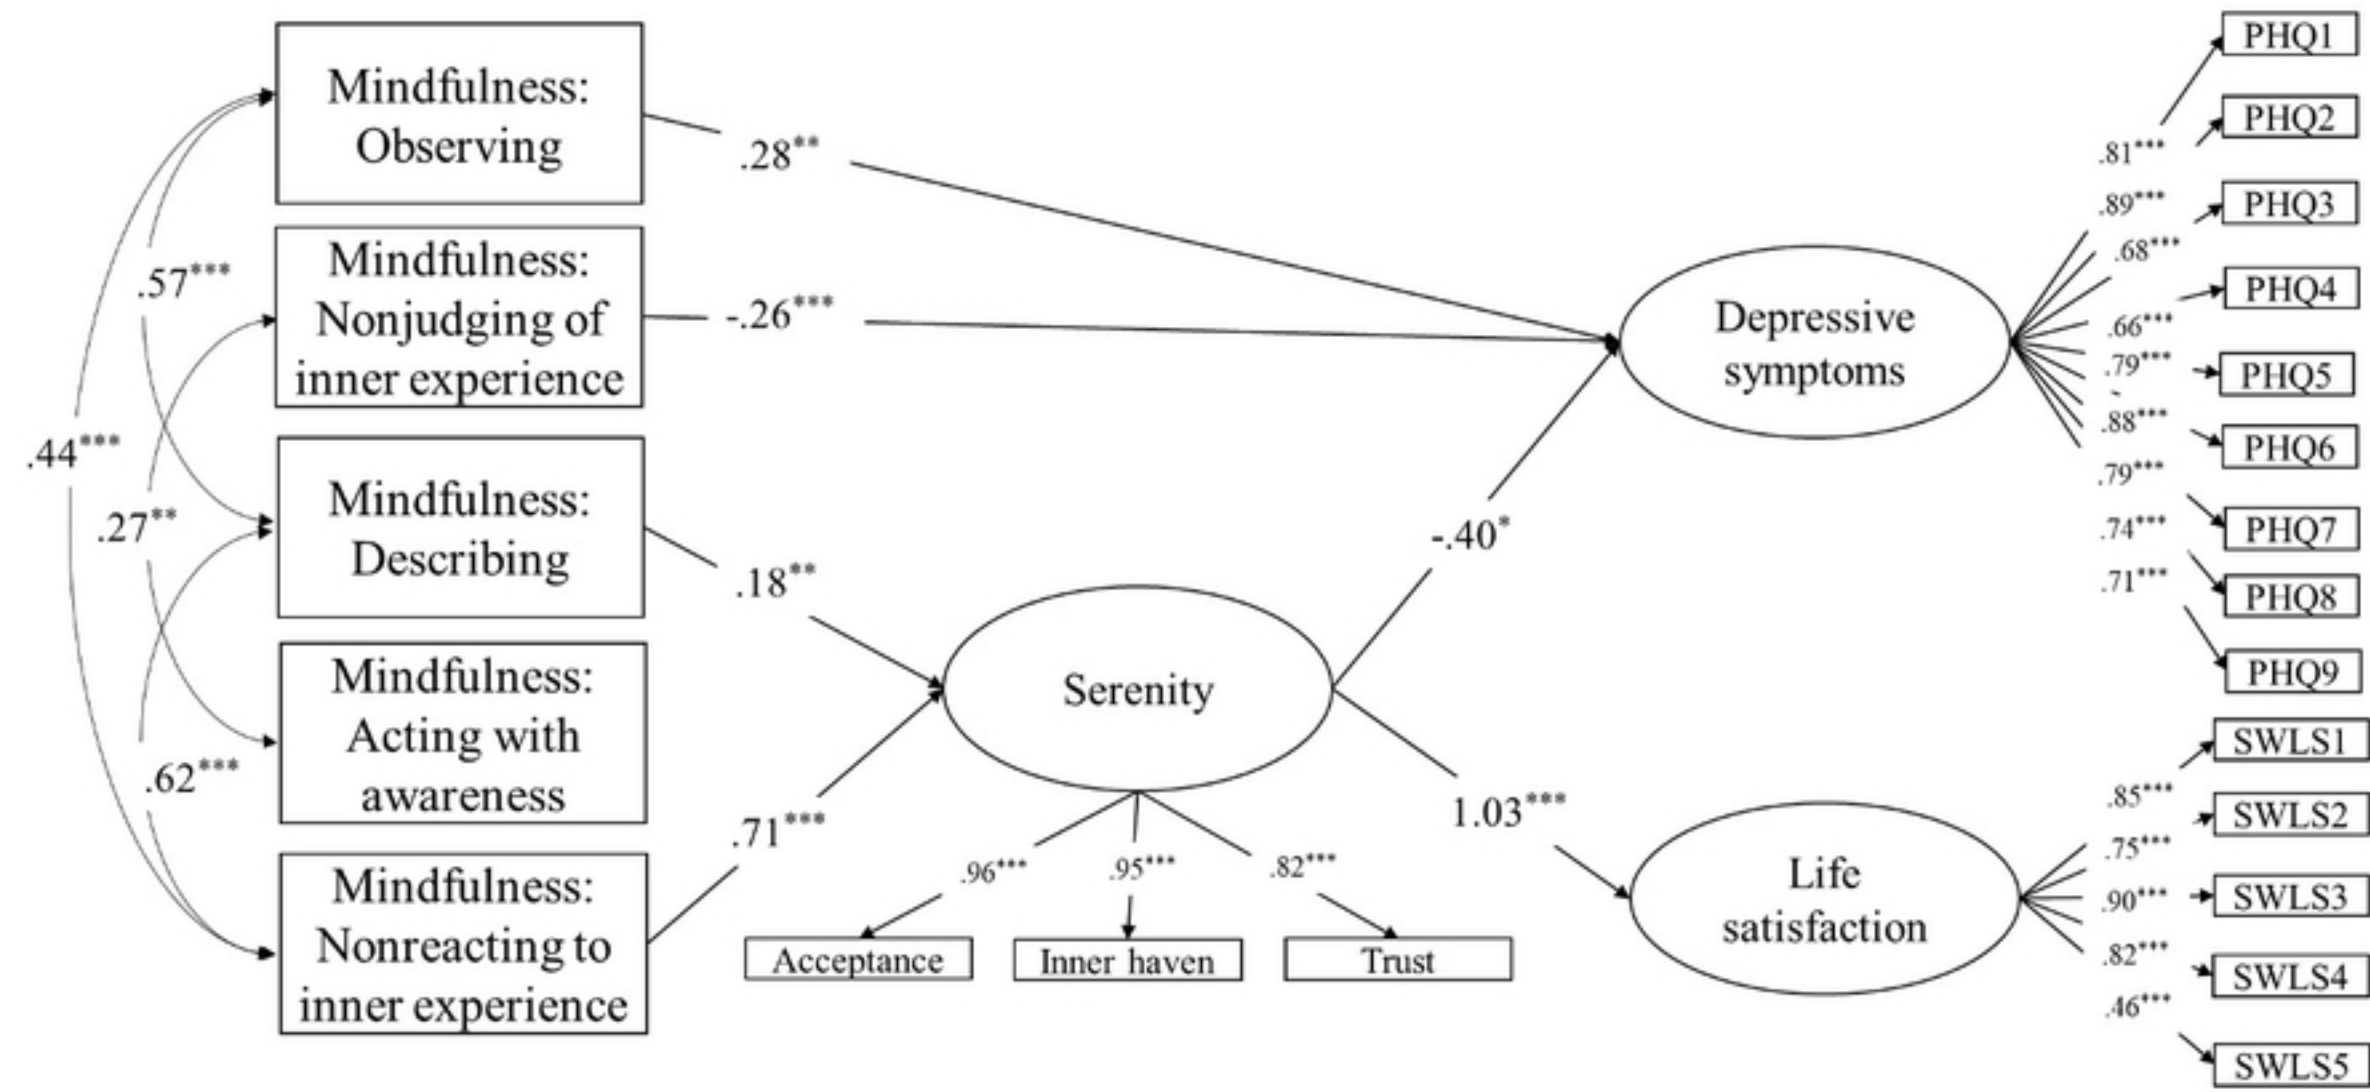 Mindfulness:
Observing
Mindfulness:
Nonjudging of
inner experience
Mindfulness:
Describing
Mindfulness:
Acting with
awareness
Mindfulness:
Nonreacting to
inner experience
.57***
.44***
.27**
.62***
.28**
-.26***
.18**
.71***
Serenity
-.40*
1.03***
.96***
.95***
.82***
Acceptance
Inner haven
Trust
Depressive
symptoms
Life
satisfaction
.81***
.89***
.68***
.66***
.79***
.88***
.79***
.74***
.71***
PHQ1
PHQ2
PHQ3
PHQ4
PHQ5
PHQ6
PHQ7
PHQ8
PHQ9
.85***
.75***
.90***
.82***
.46***
SWLS1
SWLS2
SWLS3
SWLS4
SWLS5